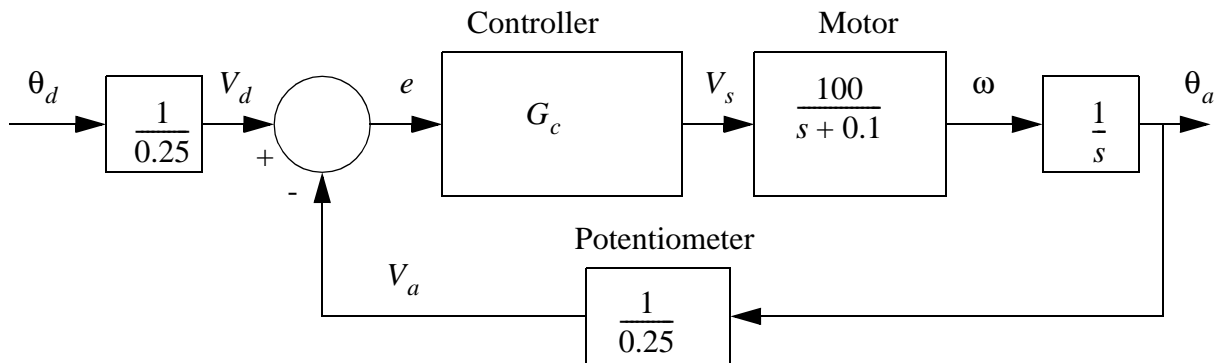 Controller
Motor
θ_d
1/0.25
V_d
+
-
e
G_c
V_s
100/(s + 0.1)
ω
1/s
θ_a
Potentiometer
V_a
1/0.25